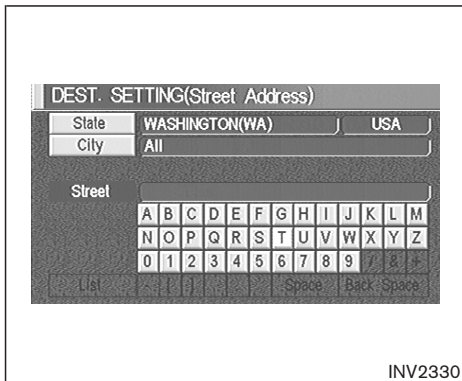 DEST. SETTING(Street Address)
State WASHINGTON(WA) USA
City All
Street
A B C D E F G H I J K L M
N O P Q R S T U V W X Y Z
0 1 2 3 4 5 6 7 8 9 / & +
List - [ ] Space Back Space
INV2330